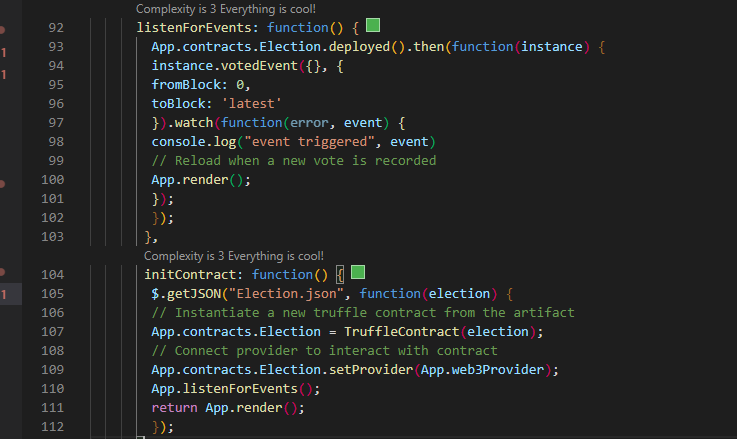 Complexity is 3 Everything is cool!
92 listenForEvents: function() {
1 93 App.contracts.Election.deployed().then(function(instance) {
1 94 instance.votedEvent({}, {
95 fromBlock: 0,
96 toBlock: 'latest'
97 }).watch(function(error, event) {
98 console.log("event triggered", event)
99 // Reload when a new vote is recorded
100 App.render();
101 });
102 });
103 },
Complexity is 3 Everything is cool!
104 initContract: function() {
1 105 $.getJSON("Election.json", function(election) {
106 // Instantiate a new truffle contract from the artifact
107 App.contracts.Election = TruffleContract(election);
108 // Connect provider to interact with contract
109 App.contracts.Election.setProvider(App.web3Provider);
110 App.listenForEvents();
111 return App.render();
112 });